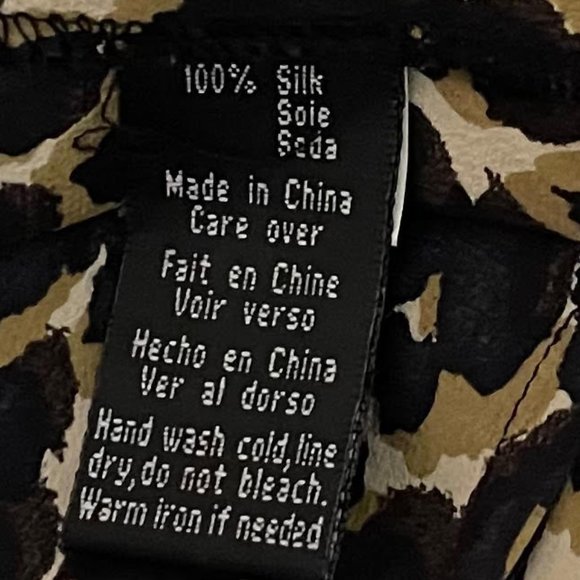 100% Silk
Soie
Seda
Made in China
Care over
Fait en Chine
Voir verso
Hecho en China
Ver al dorso
Hand wash cold,line
dry,do not bleach.
Warm iron if needed